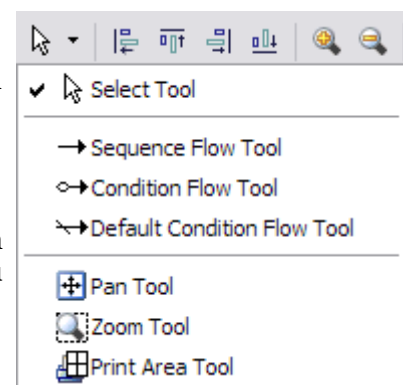 Select Tool
Sequence Flow Tool
Condition Flow Tool
Default Condition Flow Tool
Pan Tool
Zoom Tool
Print Area Tool